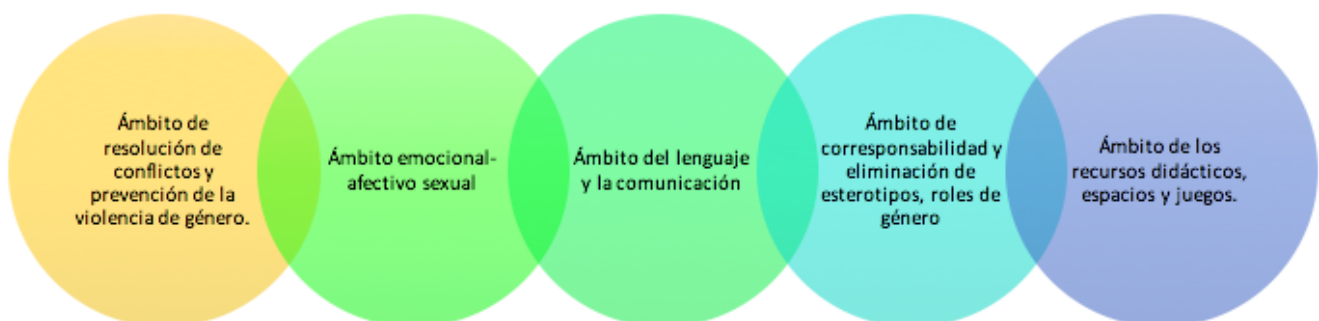 Ámbito de
resolución de
conflictos y
prevención de la
violencia de género.
Ámbito emocional-
afectivo sexual
Ámbito del lenguaje
y la comunicación
Ámbito de
corresponsabilidad y
eliminación de
esterotipos, roles de
género
Ámbito de los
recursos didácticos,
espacios y juegos.